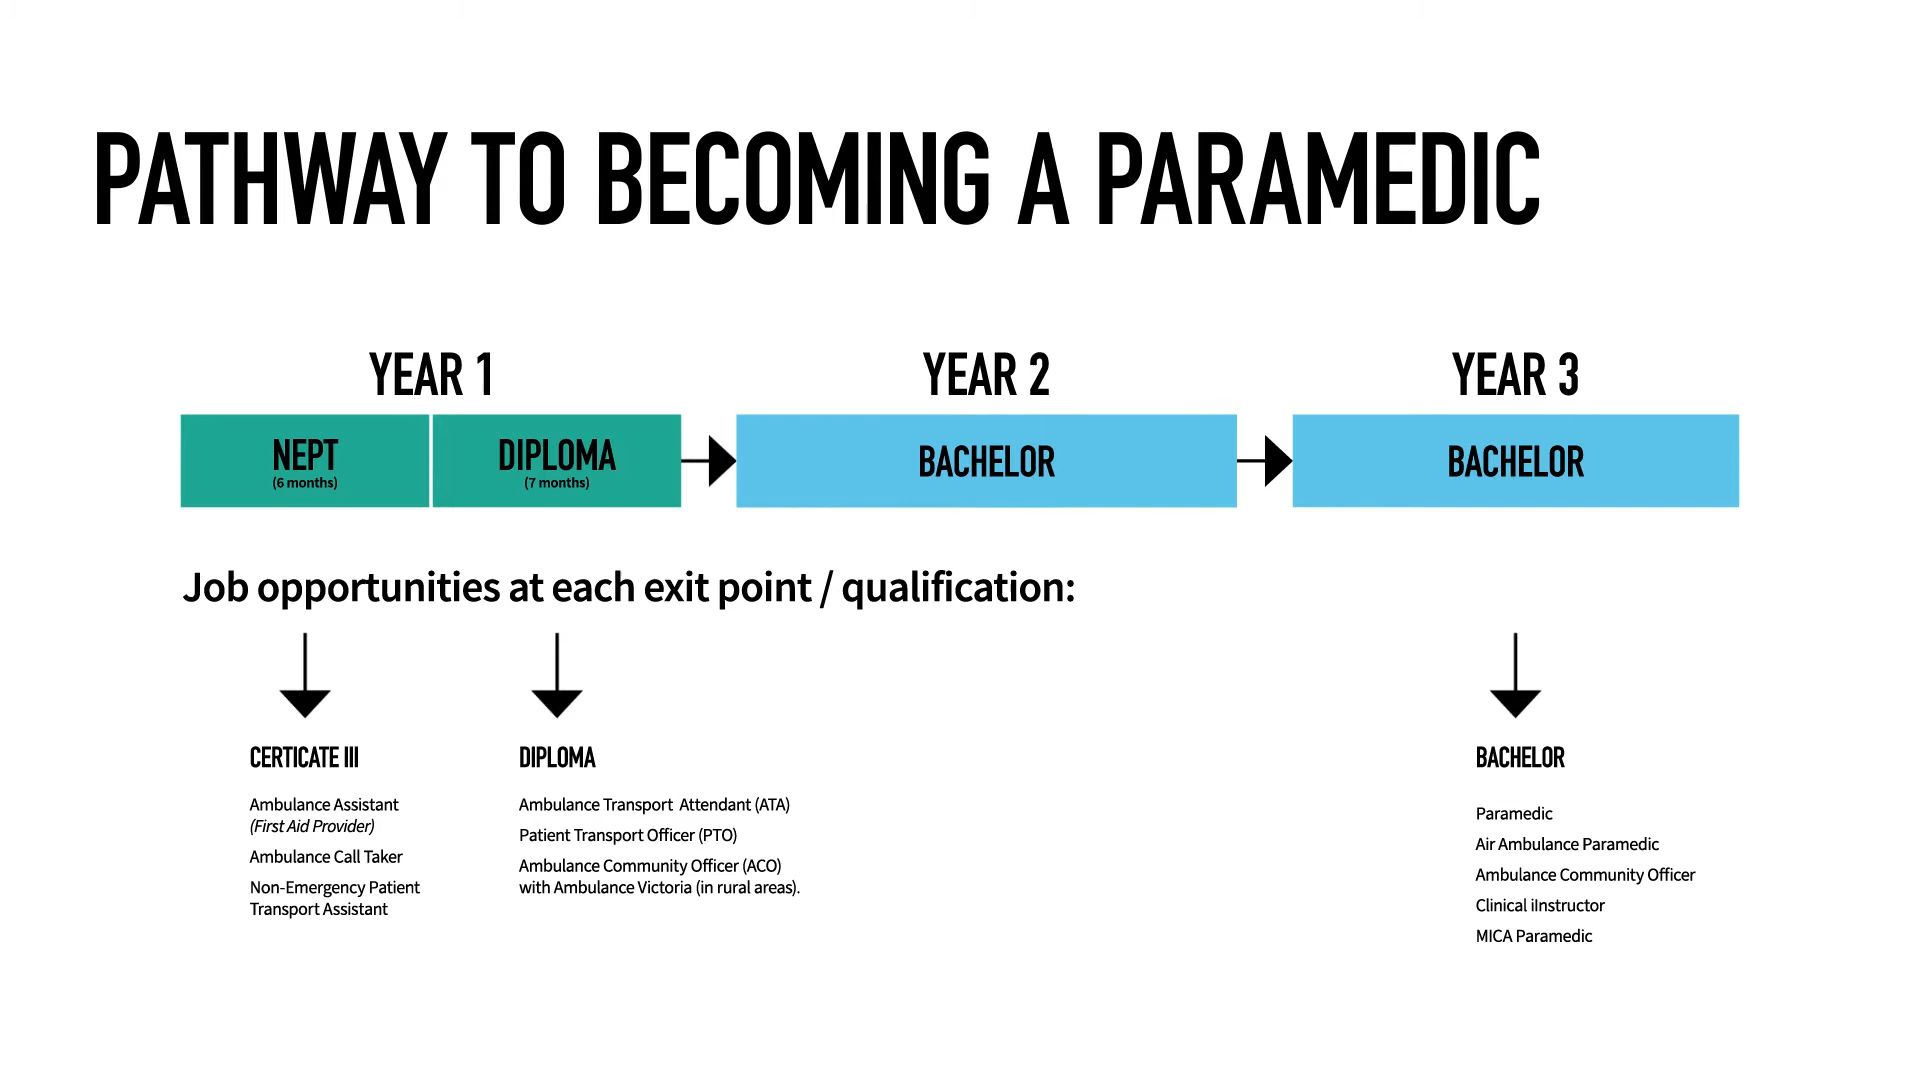 PATHWAY TO BECOMING A PARAMEDIC
YEAR 1
YEAR 2
YEAR 3
NEPT
(6 months)
DIPLOMA
(7 months)
BACHELOR
BACHELOR
Job opportunities at each exit point / qualification:
CERTICATE III
Ambulance Assistant
(First Aid Provider)
Ambulance Call Taker
Non-Emergency Patient
Transport Assistant
DIPLOMA
Ambulance Transport Attendant (ATA)
Patient Transport Officer (PTO)
Ambulance Community Officer (ACO)
with Ambulance Victoria (in rural areas).
BACHELOR
Paramedic
Air Ambulance Paramedic
Ambulance Community Officer
Clinical iInstructor
MICA Paramedic